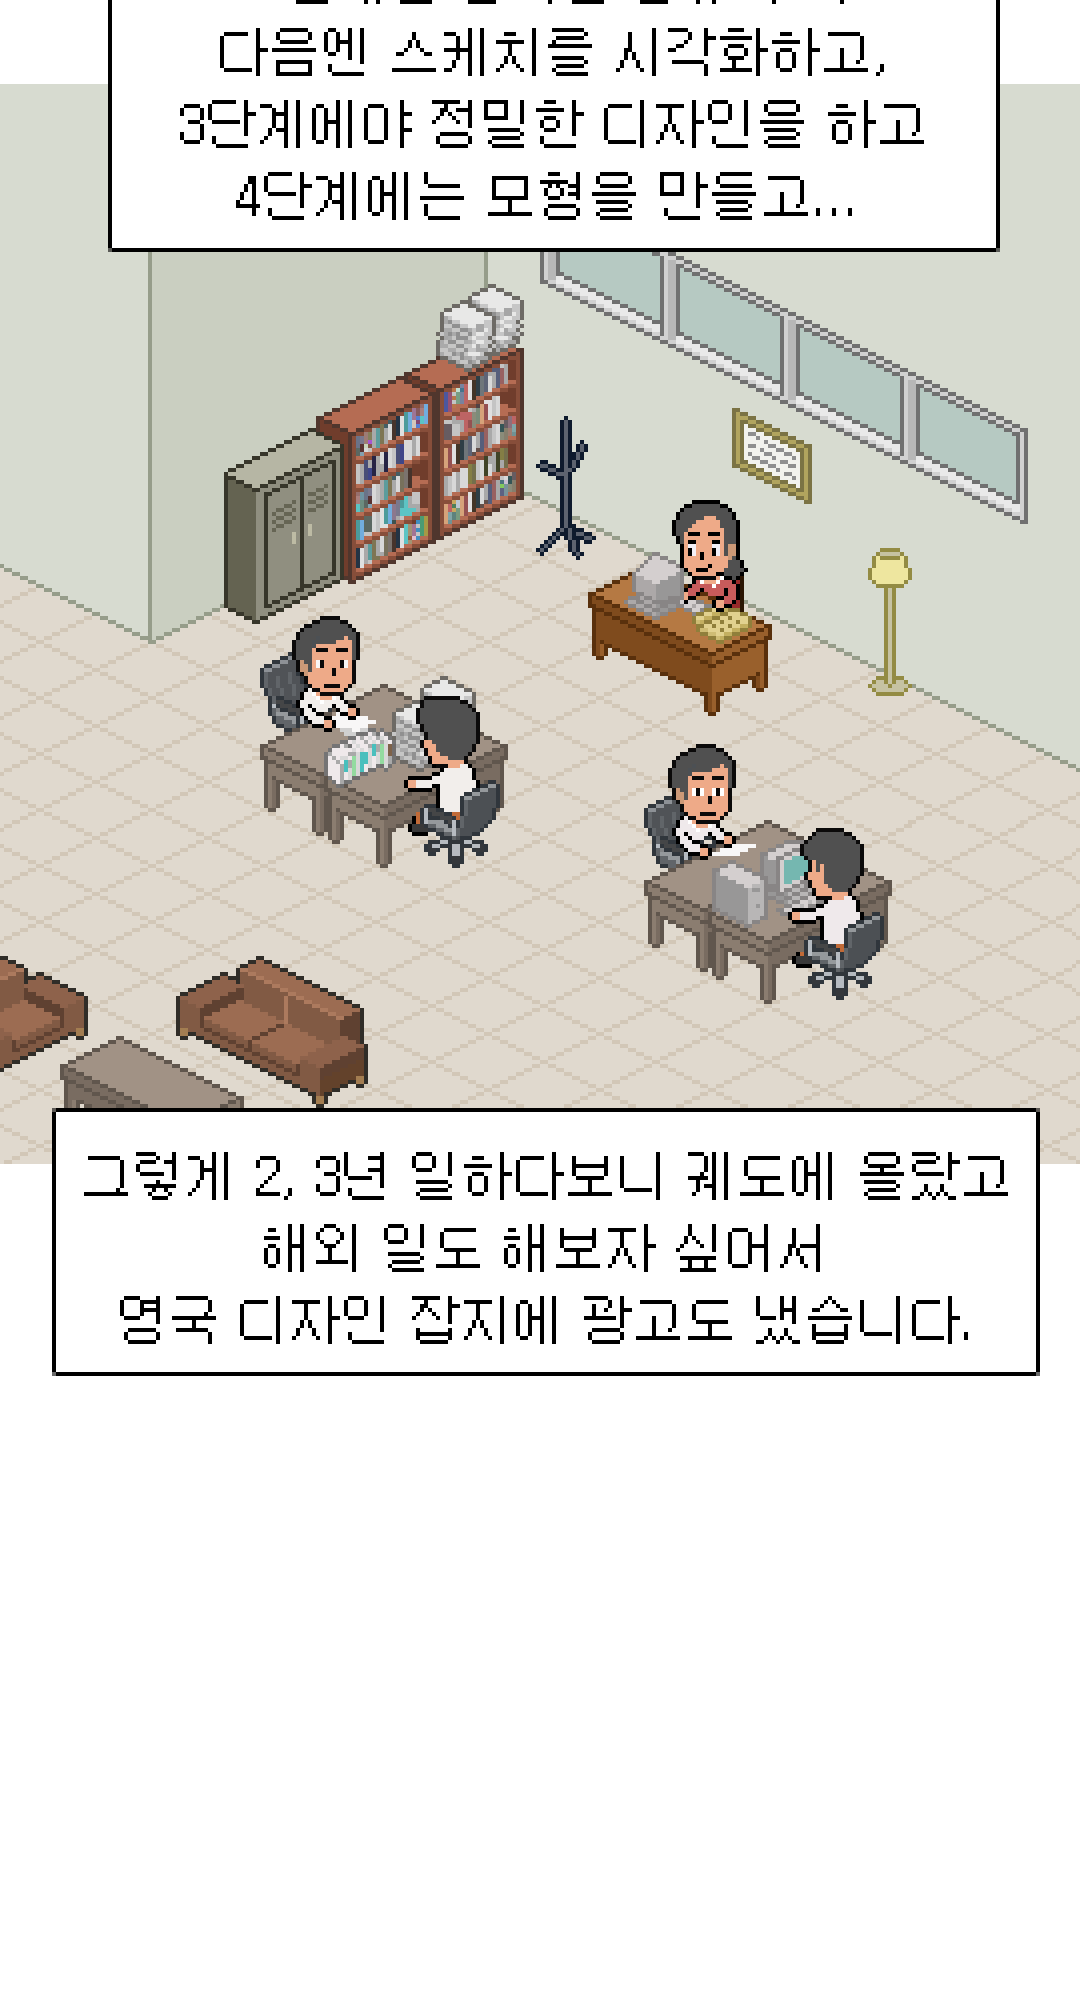 다음엔 스케치를 시각화하고,
3단계에야 정밀한 디자인을 하고
4단계에는 모형을 만들고...
그렇게 2, 3년 일하다보니 궤도에 올랐고
해외 일도 해보자 싶어서
영국 디자인 잡지에 광고도 냈습니다.